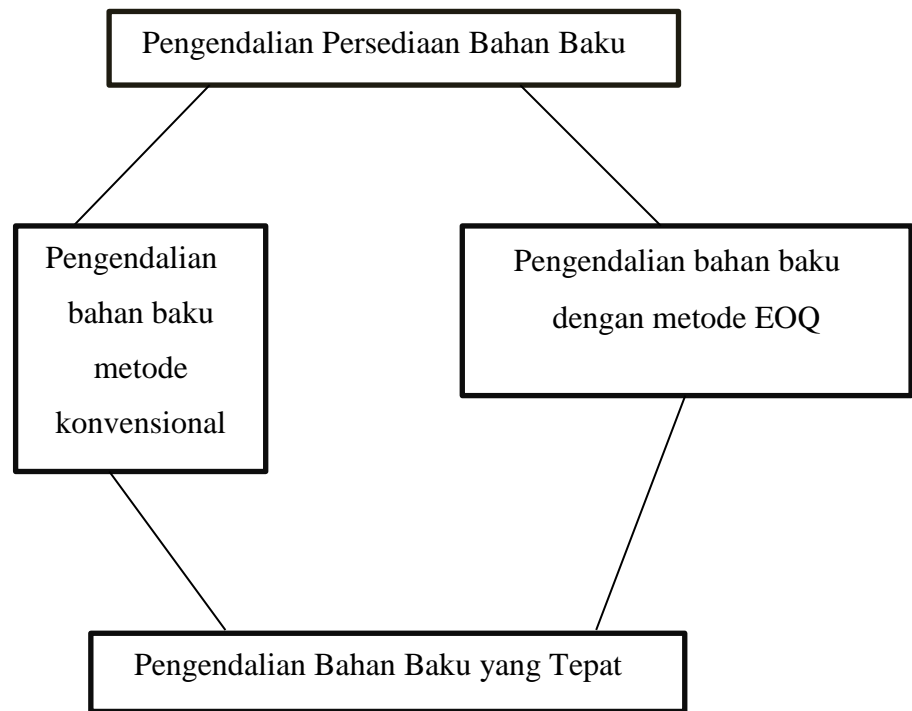 Pengendalian Persediaan Bahan Baku
Pengendalian
bahan baku
metode
konvensional
Pengendalian bahan baku
dengan metode EOQ
Pengendalian Bahan Baku yang Tepat